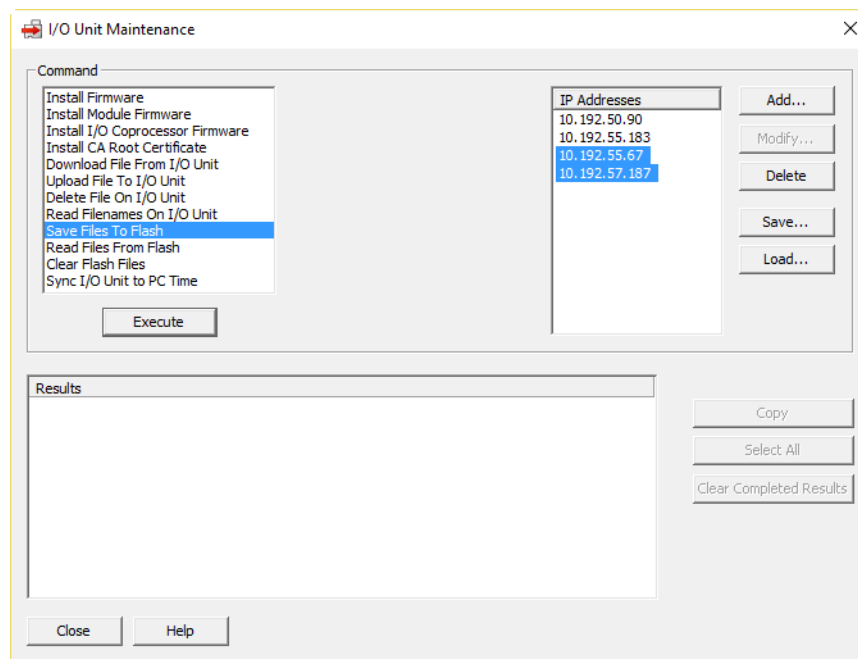 I/O Unit Maintenance
Command
Install Firmware
Install Module Firmware
Install I/O Coprocessor Firmware
Install CA Root Certificate
Download File From I/O Unit
Upload File To I/O Unit
Delete File On I/O Unit
Read Filenames On I/O Unit
Save Files To Flash
Read Files From Flash
Clear Flash Files
Sync I/O Unit to PC Time
Execute
IP Addresses
10.192.50.90
10.192.55.183
10.192.55.67
10.192.57.187
Add...
Modify...
Delete
Save...
Load...
Results
Copy
Select All
Clear Completed Results
Close
Help